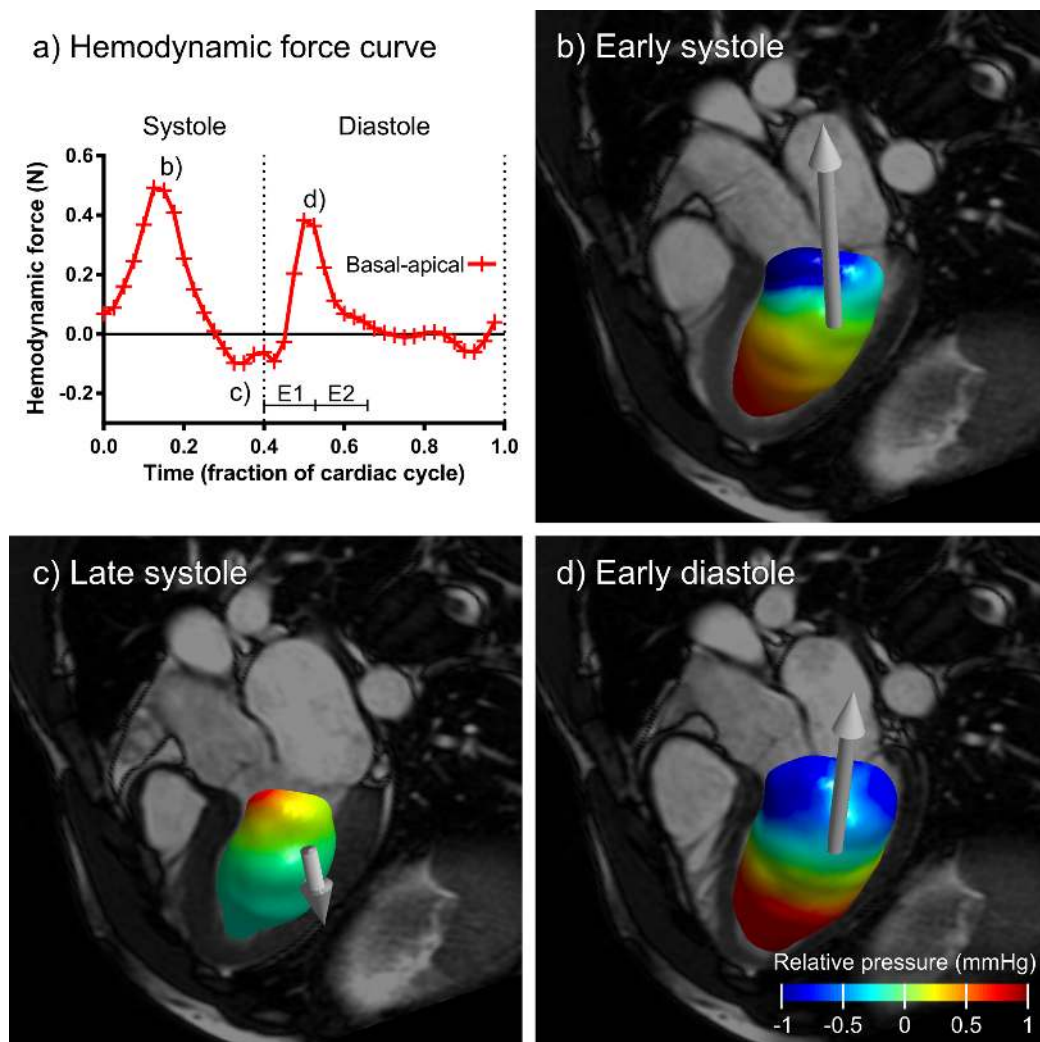 a) Hemodynamic force curve
Systole
Diastole
Hemodynamic force (N)
0.6
0.4
0.2
0.0
-0.2
b)
d)
c)
Basal-apical
E1
E2
0.0
0.2
0.4
0.6
0.8
1.0
Time (fraction of cardiac cycle)
b) Early systole
c) Late systole
d) Early diastole
Relative pressure (mmHg)
-1
-0.5
0
0.5
1